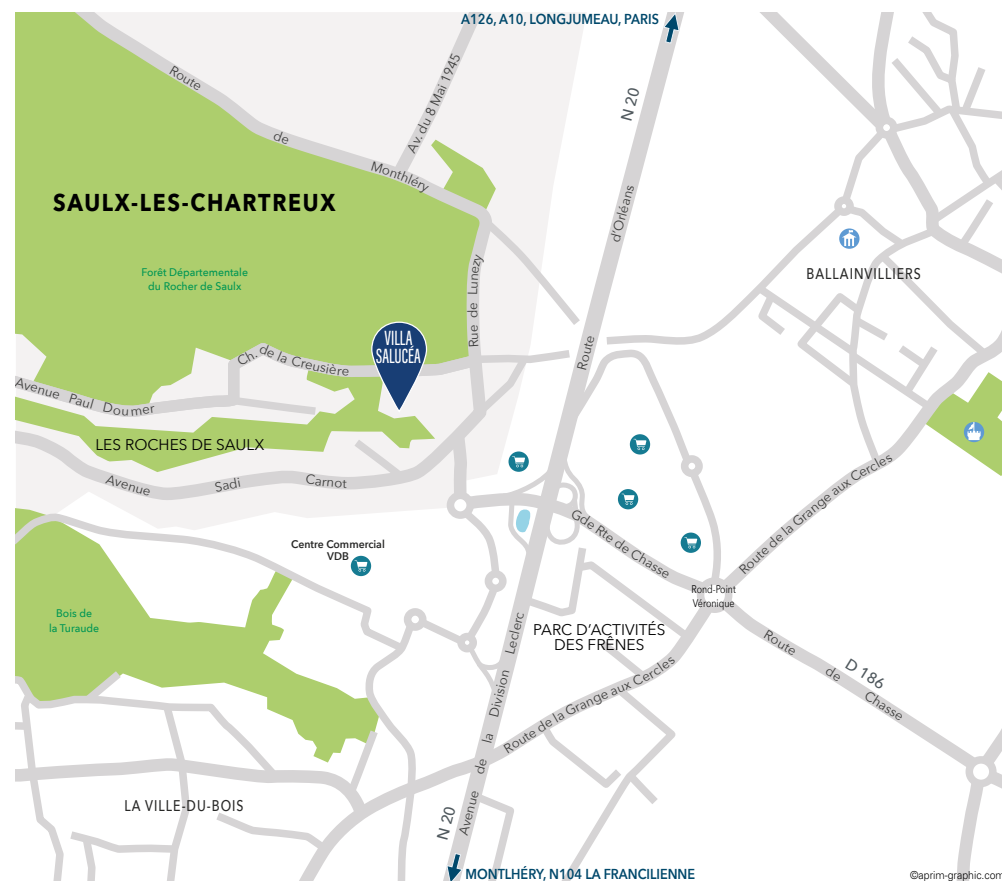 A126, A10, LONGJUMEAU, PARIS
Route de Monthléry
Av. du 8 Mai 1945
N 20
SAULX-LES-CHARTREUX
Forêt Départementale
du Rocher de Saulx
Rue de Lunezy
Route d'Orléans
BALLAINVILLIERS
VILLA
SALUCÉA
Ch. de la Creusière
Avenue Paul Doumer
LES ROCHES DE SAULX
Avenue Sadi Carnot
Route de la Grange aux Cercles
Gde Rte de Chasse
Centre Commercial
VDB
Rond-Point
Véronique
Bois de
la Turaude
PARC D'ACTIVITÉS
DES FRÊNES
Route de Chasse
D 186
Route de la Grange aux Cercles
Avenue de la Division Leclerc
LA VILLE-DU-BOIS
N 20
MONTLHÉRY, N104 LA FRANCILIENNE
©aprim-graphic.com